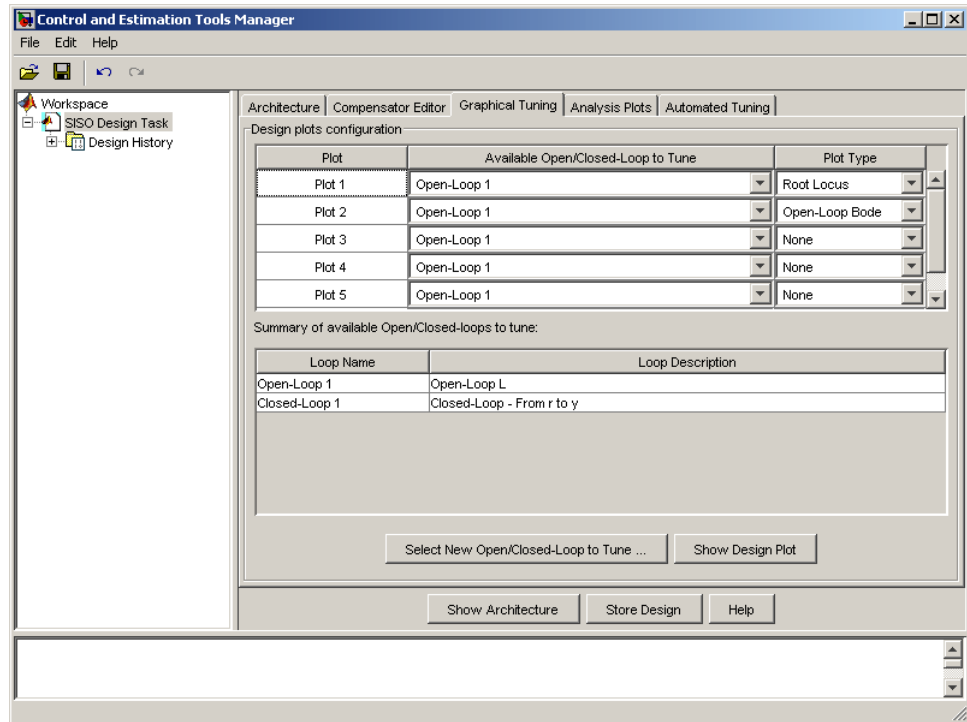 Control and Estimation Tools Manager
File Edit Help
Workspace
SISO Design Task
Design History
Architecture Compensator Editor Graphical Tuning Analysis Plots Automated Tuning
Design plots configuration
Plot Available Open/Closed-Loop to Tune Plot Type
Plot 1 Open-Loop 1 Root Locus
Plot 2 Open-Loop 1 Open-Loop Bode
Plot 3 Open-Loop 1 None
Plot 4 Open-Loop 1 None
Plot 5 Open-Loop 1 None
Summary of available Open/Closed-loops to tune:
Loop Name Loop Description
Open-Loop 1 Open-Loop L
Closed-Loop 1 Closed-Loop - From r to y
Select New Open/Closed-Loop to Tune ... Show Design Plot
Show Architecture Store Design Help